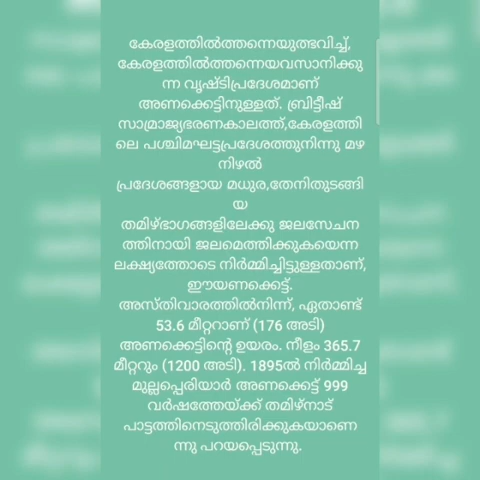 കേരളത്തിൽത്തന്നെയുത്ഭവിച്ച്,
കേരളത്തിൽത്തന്നെയവസാനിക്കു
ന്ന വൃഷ്ടിപ്രദേശമാണ്
അണക്കെട്ടിനുള്ളത്. ബ്രിട്ടീഷ്
സാമ്രാജ്യഭരണകാലത്ത്,കേരളത്തി
ലെ പശ്ചിമഘട്ടപ്രദേശത്തുനിന്നു മഴ
നിഴൽ
പ്രദേശങ്ങളായ മധുര,തേനിതുടങ്ങി
യ
തമിഴ്ഭാഗങ്ങളിലേക്കു ജലസേചന
ത്തിനായി ജലമെത്തിക്കുകയെന്ന
ലക്ഷ്യത്തോടെ നിർമ്മിച്ചിട്ടുള്ളതാണ്,
ഈയണക്കെട്ട്.
അസ്തിവാരത്തിൽനിന്ന്, ഏതാണ്ട്
53.6 മീറ്ററാണ് (176 അടി)
അണക്കെട്ടിന്റെ ഉയരം. നീളം 365.7
മീറ്ററും (1200 അടി). 1895ൽ നിർമ്മിച്ച
മുല്ലപ്പെരിയാർ അണക്കെട്ട് 999
വർഷത്തേയ്ക്ക് തമിഴ്നാട്
പാട്ടത്തിനെടുത്തിരിക്കുകയാണെ
ന്നു പറയപ്പെടുന്നു.